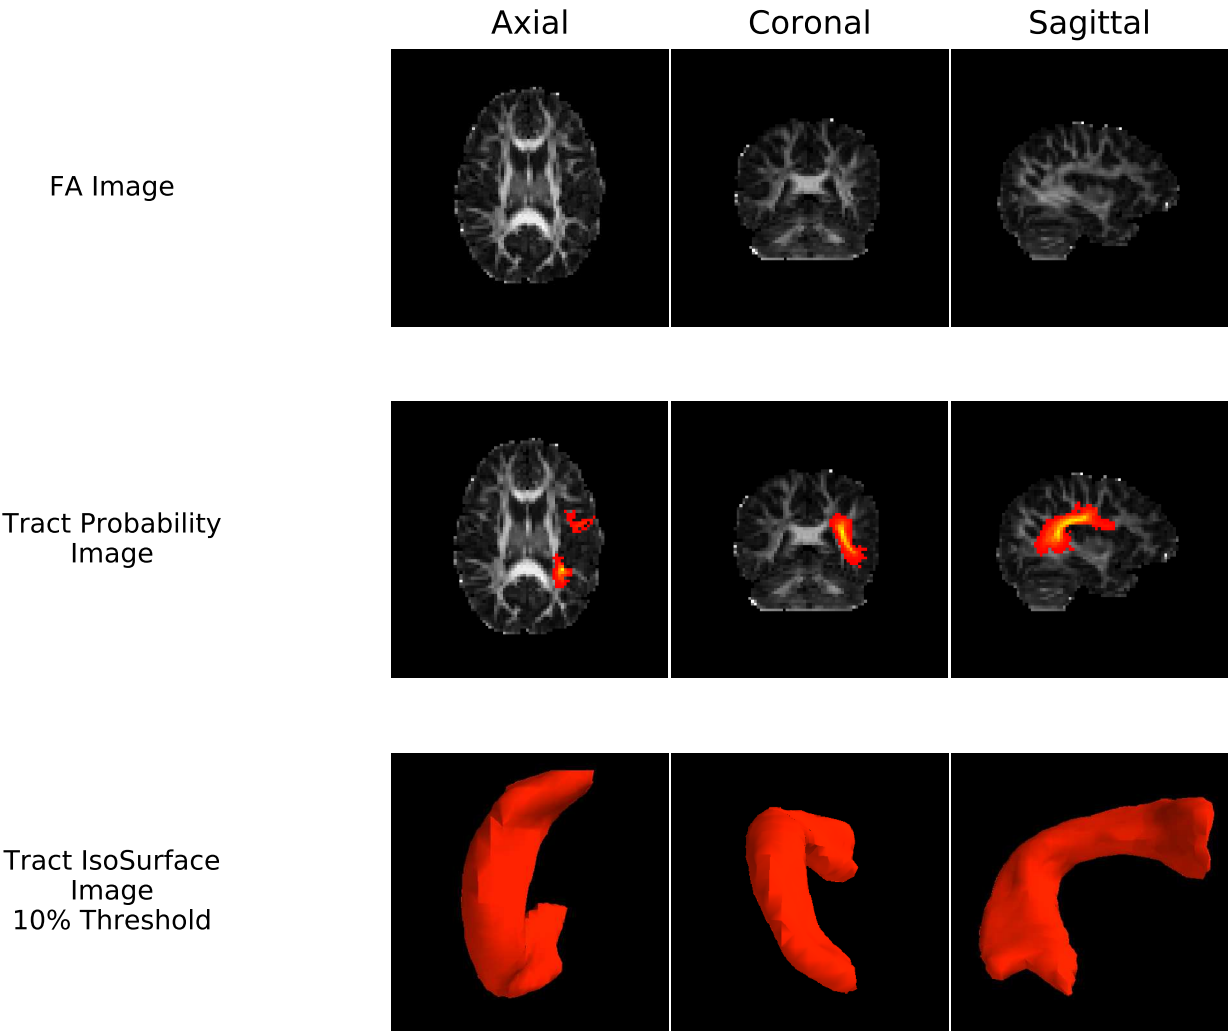 Axial Coronal Sagittal
FA Image
Tract Probability
Image
Tract IsoSurface
Image
10% Threshold